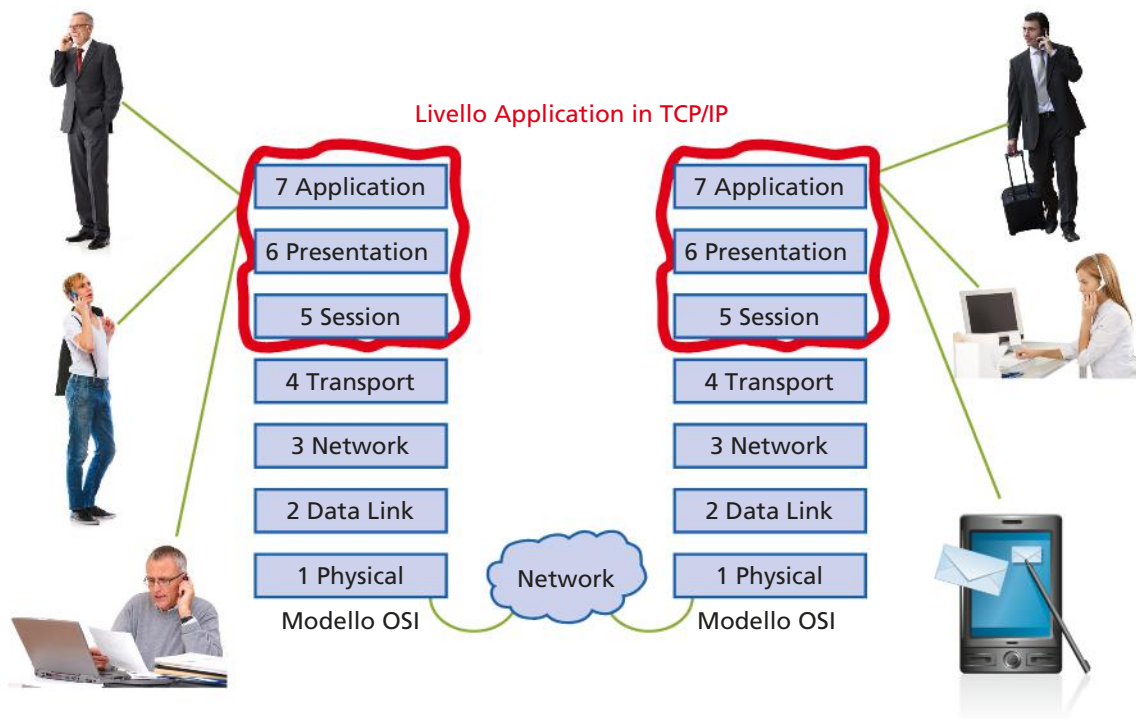 Livello Application in TCP/IP
7 Application
6 Presentation
5 Session
4 Transport
3 Network
2 Data Link
1 Physical
Modello OSI
Network
7 Application
6 Presentation
5 Session
4 Transport
3 Network
2 Data Link
1 Physical
Modello OSI